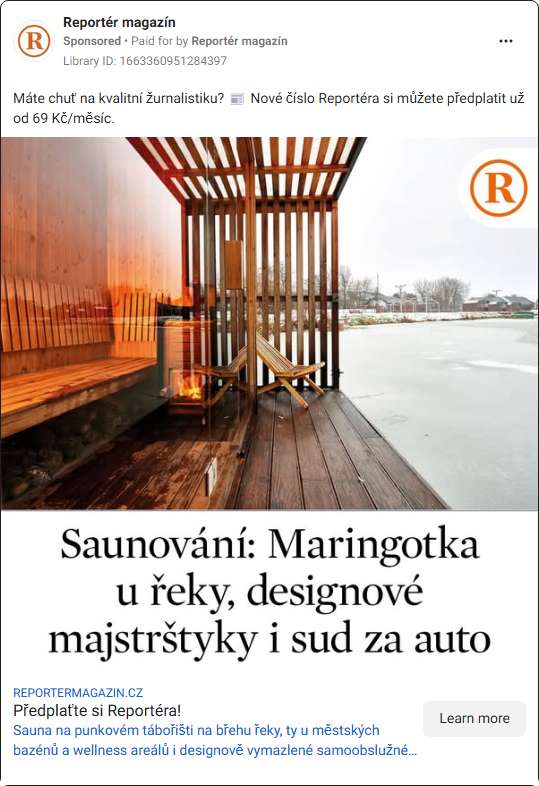 Reportér magazín
Sponsored • Paid for by Reportér magazín
Library ID: 1663360951284397
Máte chuť na kvalitní žurnalistiku? 📰 Nové číslo Reportéra si můžete předplatit už
od 69 Kč/měsíc.
R
R
Saunování: Maringotka
u řeky, designové
majstrštyky i sud za auto
REPORTERMAGAZIN.CZ
Předplaťte si Reportéra!
Sauna na punkovém tábořišti na břehu řeky, ty u městských
bazénů a wellness areálů i designově vymazlené samoobslužné…
Learn more